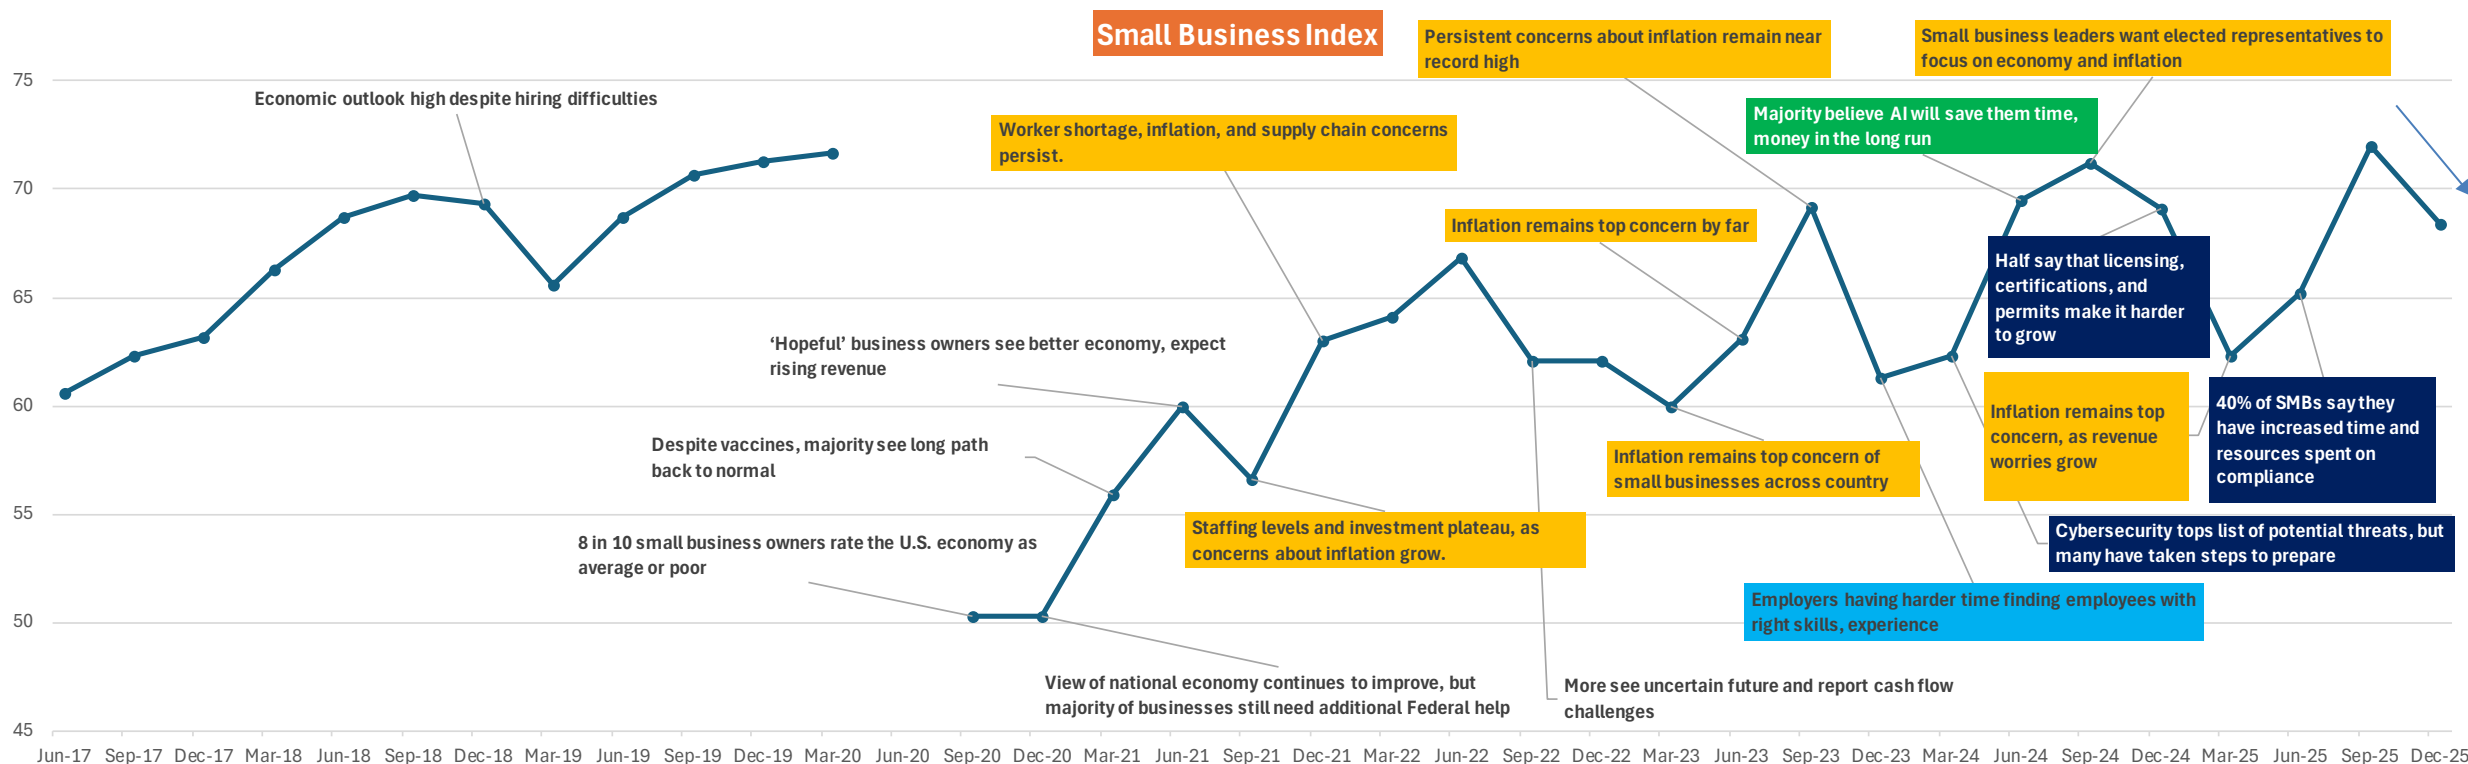 Small Business Index
Persistent concerns about inflation remain near
record high
Small business leaders want elected representatives to
focus on economy and inflation
75
Economic outlook high despite hiring difficulties
Majority believe AI will save them time,
money in the long run
Worker shortage, inflation, and supply chain concerns
persist.
70
Inflation remains top concern by far
Half say that licensing,
certifications, and
permits make it harder
to grow
65
‘Hopeful’ business owners see better economy, expect
rising revenue
60
Inflation remains top
concern, as revenue
worries grow
40% of SMBs say they
have increased time and
resources spent on
compliance
Despite vaccines, majority see long path
back to normal
Inflation remains top concern of
small businesses across country
55
Staffing levels and investment plateau, as
concerns about inflation grow.
Cybersecurity tops list of potential threats, but
many have taken steps to prepare
8 in 10 small business owners rate the U.S. economy as
average or poor
Employers having harder time finding employees with
right skills, experience
50
View of national economy continues to improve, but
majority of businesses still need additional Federal help
More see uncertain future and report cash flow
challenges
45
Jun-17 Sep-17 Dec-17 Mar-18 Jun-18 Sep-18 Dec-18 Mar-19 Jun-19 Sep-19 Dec-19 Mar-20 Jun-20 Sep-20 Dec-20 Mar-21 Jun-21 Sep-21 Dec-21 Mar-22 Jun-22 Sep-22 Dec-22 Mar-23 Jun-23 Sep-23 Dec-23 Mar-24 Jun-24 Sep-24 Dec-24 Mar-25 Jun-25 Sep-25 Dec-25